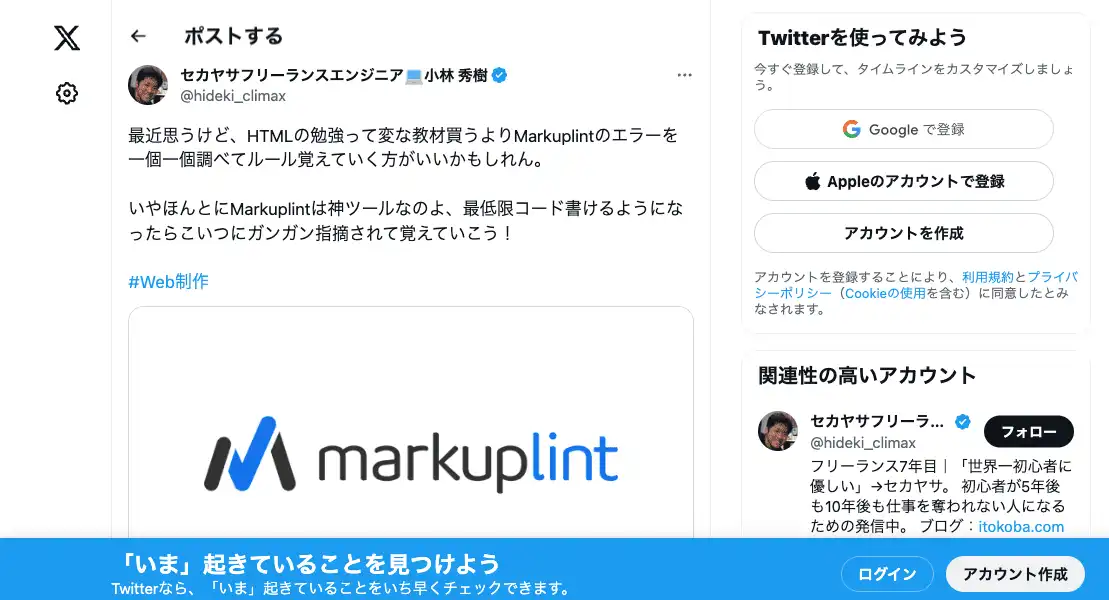 ポストする
セカヤサフリーランスエンジニア💻小林 秀樹
@hideki_climax
最近思うけど、HTMLの勉強って変な教材買うよりMarkuplintのエラーを
一個一個調べてルール覚えていく方がいいかもしれん。
いやほんとにMarkuplintは神ツールなのよ、最低限コード書けるようにな
ったらこいつにガンガン指摘されて覚えていこう！
#Web制作
markuplint
Twitterを使ってみよう
今すぐ登録して、タイムラインをカスタマイズしましょ
う。
Google で登録
Appleのアカウントで登録
アカウントを作成
アカウントを登録することにより、利用規約とプライバ
シーポリシー（Cookieの使用を含む）に同意したとみ
なされます。
関連性の高いアカウント
セカヤサフリーラ...
@hideki_climax
フォロー
フリーランス7年目｜「世界一初心者に
優しい」→セカヤサ。 初心者が5年後
も10年後も仕事を奪われない人になる
ための発信中。 ブログ：itokoba.com
「いま」起きていることを見つけよう
Twitterなら、「いま」起きていることをいち早くチェックできます。
ログイン
アカウント作成